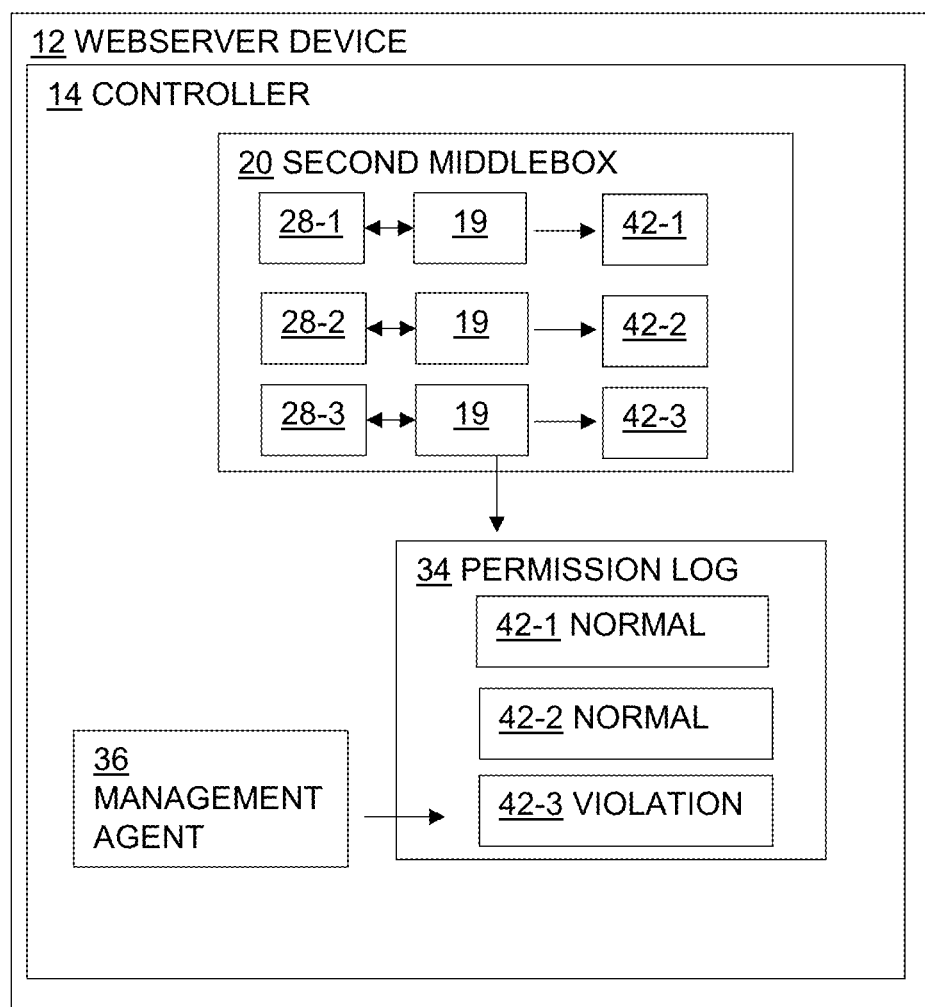 12 WEBSERVER DEVICE
14 CONTROLLER
20 SECOND MIDDLEBOX
28-1 19 42-1
28-2 19 42-2
28-3 19 42-3
34 PERMISSION LOG
42-1 NORMAL
42-2 NORMAL
42-3 VIOLATION
36
MANAGEMENT
AGENT